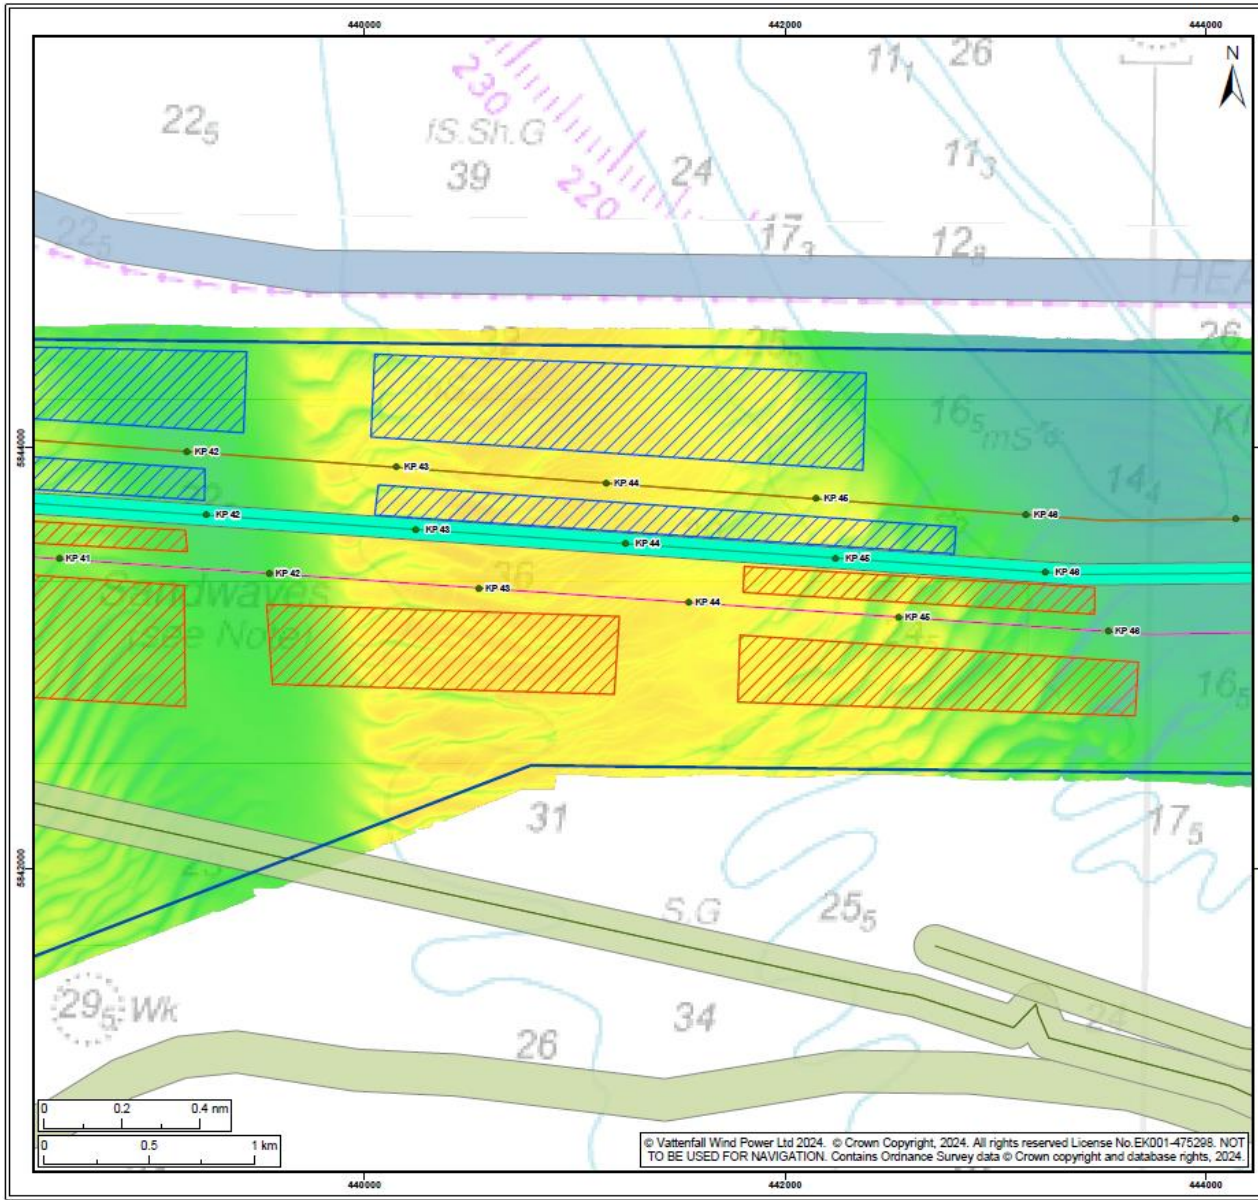 440000 442000 444000
N
26
11₁
230
22₅
fS.Sh.G
11₃
39
24
220
22₅
17₃
12₈
HEA
26
32
16₅ mS
5844000
KP 42
KP 43
KP 44
KP 45
KP 46
14₄
KP 42
KP 43
KP 44
KP 45
KP 46
KP 41
KP 42
KP 43
KP 44
KP 45
KP 46
36
Sandwaves
(see Note)
16₅
31
17₅
5842000
S.G
25₅
29₅ Wk
34
24
26
0 0.2 0.4 nm
0 0.5 1 km
© Vattenfall Wind Power Ltd 2024. © Crown Copyright, 2024. All rights reserved License No.EK001-475298. NOT
TO BE USED FOR NAVIGATION. Contains Ordnance Survey data © Crown copyright and database rights, 2024.
440000 442000 444000